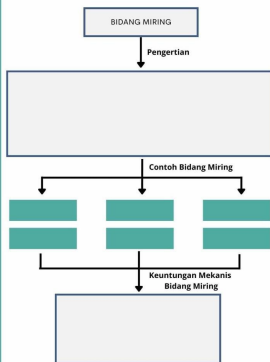 BIDANG MIRING
Pengertian
Contoh Bidang Miring
Keuntungan Mekanis
Bidang Miring